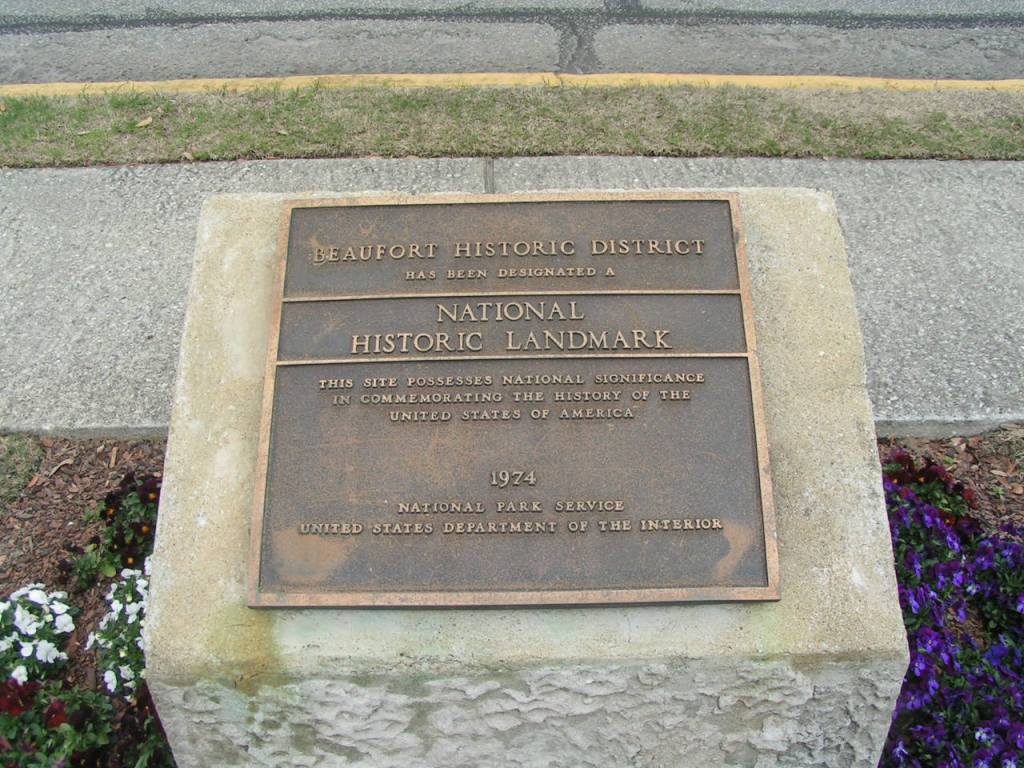 BEAUFORT HISTORIC DISTRICT
HAS BEEN DESIGNATED A
NATIONAL
HISTORIC LANDMARK
THIS SITE POSSESSES NATIONAL SIGNIFICANCE
IN COMMEMORATING THE HISTORY OF THE
UNITED STATES OF AMERICA
1974
NATIONAL PARK SERVICE
UNITED STATES DEPARTMENT OF THE INTERIOR